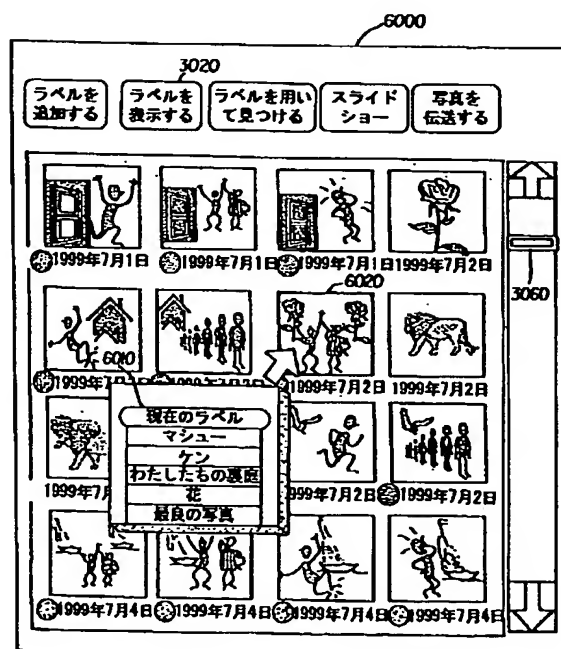 6000
3020
ラベルを
追加する
ラベルを
表示する
ラベルを用い
て見つける
スライド
ショー
写真を
伝送する
1999年7月1日
1999年7月1日
1999年7月1日
1999年7月2日
3060
6020
1999年7月2日
1999年7月2日
6010
現在のラベル
マシュー
ケン
わたしたちの裏庭
花
最良の写真
1999年7
年7月2日
1999年7月2日
1999年7月4日
1999年7月4日
1999年7月4日
1999年7月4日